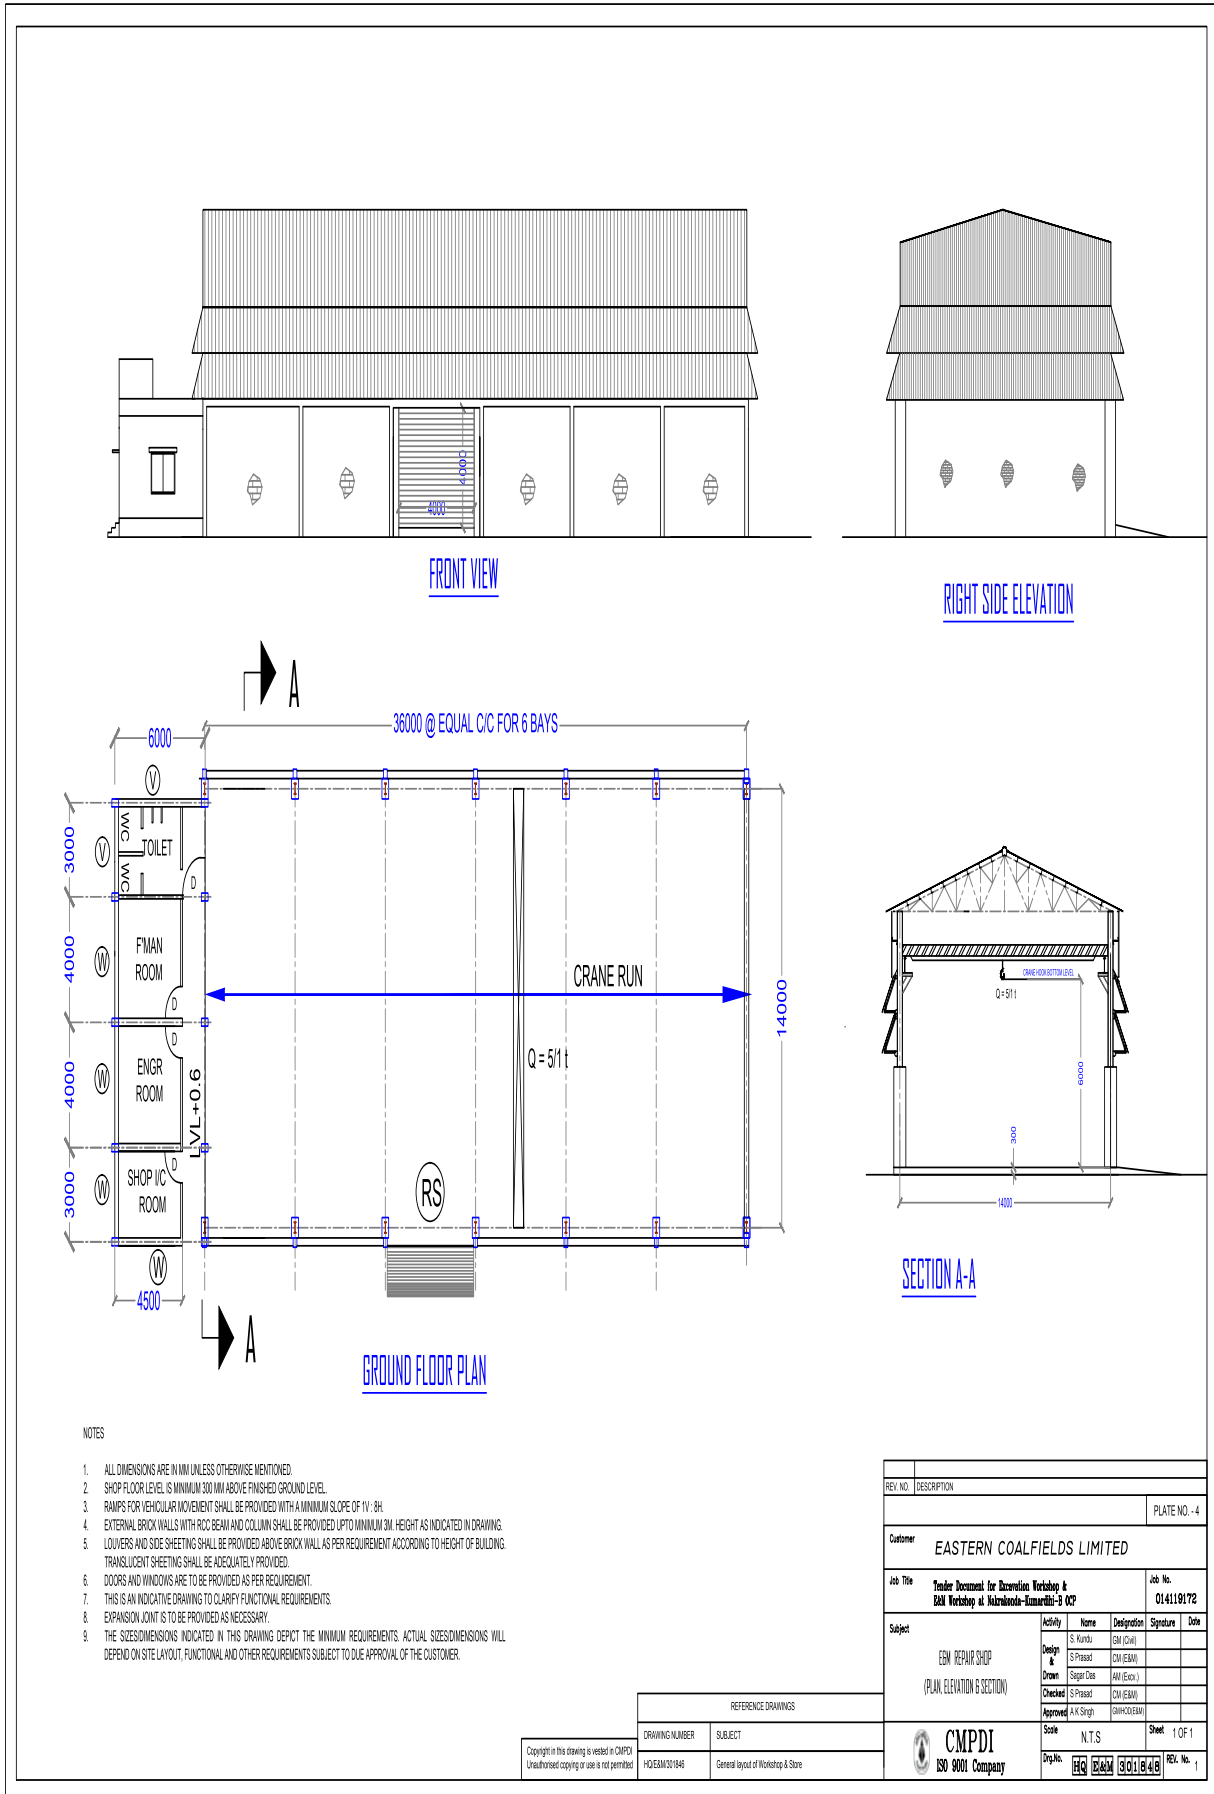 4000
4000
FRONT VIEW
RIGHT SIDE ELEVATION
A
36000 @ EQUAL C/C FOR 6 BAYS
6000
V
WC
TOILET
V
WC
D
3000
F'MAN
ROOM
W
4000
D
D
CRANE RUN
14000
ENGR
ROOM
W
4000
Q = 5/1 t
LVL+0.6
D
SHOP I/C
ROOM
W
3000
RS
W
4500
A
GROUND FLOOR PLAN
CRANE HOOK BOTTOM LEVEL
Q = 5/1 t
6000
300
14000
SECTION A-A
NOTES
1. ALL DIMENSIONS ARE IN MM UNLESS OTHERWISE MENTIONED.
2. SHOP FLOOR LEVEL IS MINIMUM 300 MM ABOVE FINISHED GROUND LEVEL.
3. RAMPS FOR VEHICULAR MOVEMENT SHALL BE PROVIDED WITH A MINIMUM SLOPE OF 1V : 8H.
4. EXTERNAL BRICK WALLS WITH RCC BEAM AND COLUMN SHALL BE PROVIDED UPTO MINIMUM 3M. HEIGHT AS INDICATED IN DRAWING.
5. LOUVERS AND SIDE SHEETING SHALL BE PROVIDED ABOVE BRICK WALL AS PER REQUIREMENT ACCORDING TO HEIGHT OF BUILDING.
TRANSLUCENT SHEETING SHALL BE ADEQUATELY PROVIDED.
6. DOORS AND WINDOWS ARE TO BE PROVIDED AS PER REQUIREMENT.
7. THIS IS AN INDICATIVE DRAWING TO CLARIFY FUNCTIONAL REQUIREMENTS.
8. EXPANSION JOINT IS TO BE PROVIDED AS NECESSARY.
9. THE SIZES/DIMENSIONS INDICATED IN THIS DRAWING DEPICT THE MINIMUM REQUIREMENTS. ACTUAL SIZES/DIMENSIONS WILL
DEPEND ON SITE LAYOUT, FUNCTIONAL AND OTHER REQUIREMENTS SUBJECT TO DUE APPROVAL OF THE CUSTOMER.
REV. NO. DESCRIPTION
PLATE NO. - 4
Customer
EASTERN COALFIELDS LIMITED
Job Title
Tender Document for Excavation Workshop &
E&M Workshop at Nakrakonda-Kumardihi-B OCP
Job No.
014119172
Subject
E&M REPAIR SHOP
(PLAN, ELEVATION & SECTION)
Activity Name Designation Signature Date
Design
&
Drawn
S. Kundu GM (Civil)
S Prasad CM (E&M)
Sagar Das AM (Excv.)
Checked S Prasad CM (E&M)
Approved A K Singh GM/HOD(E&M)
CMPDI
ISO 9001 Company
Scale N.T.S
Sheet 1 OF 1
Drg.No. HQ E&M 301848
REV. No. 1
REFERENCE DRAWINGS
DRAWING NUMBER SUBJECT
HQ/E&M/301846 General layout of Workshop & Store
Copyright in this drawing is vested in CMPDI
Unauthorised copying or use is not permitted